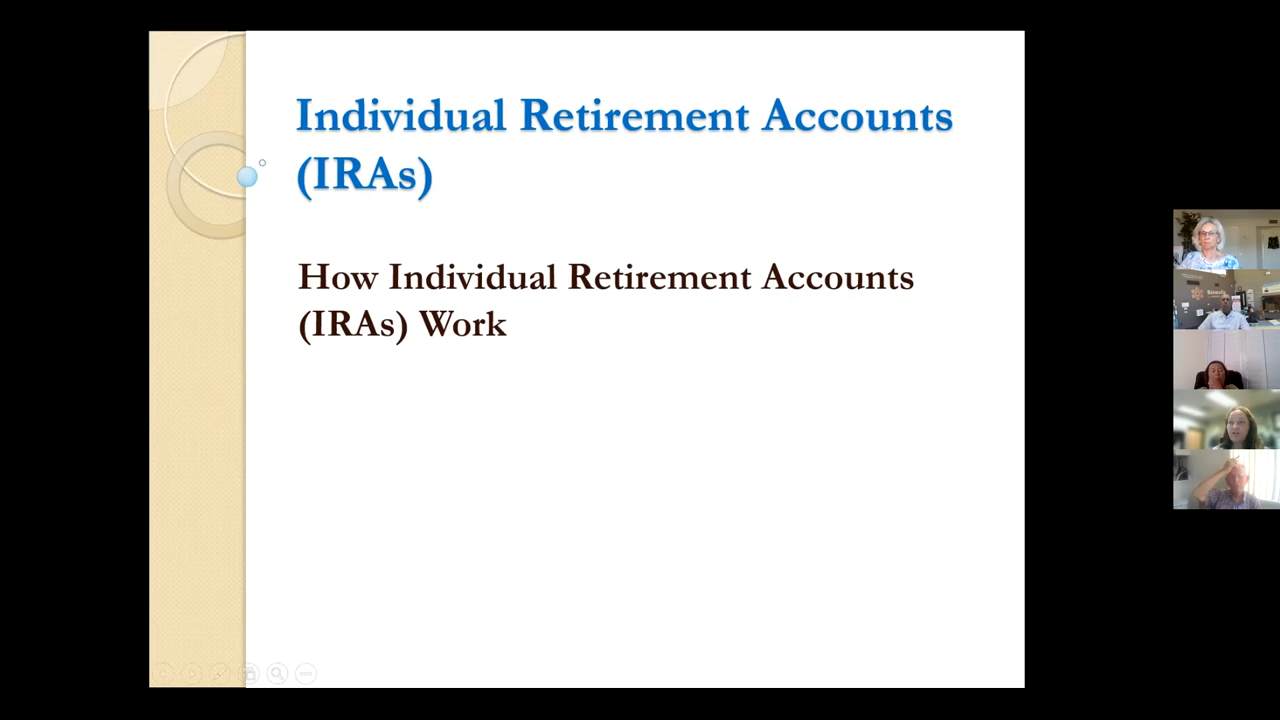 Individual Retirement Accounts
(IRAs)
How Individual Retirement Accounts
(IRAs) Work